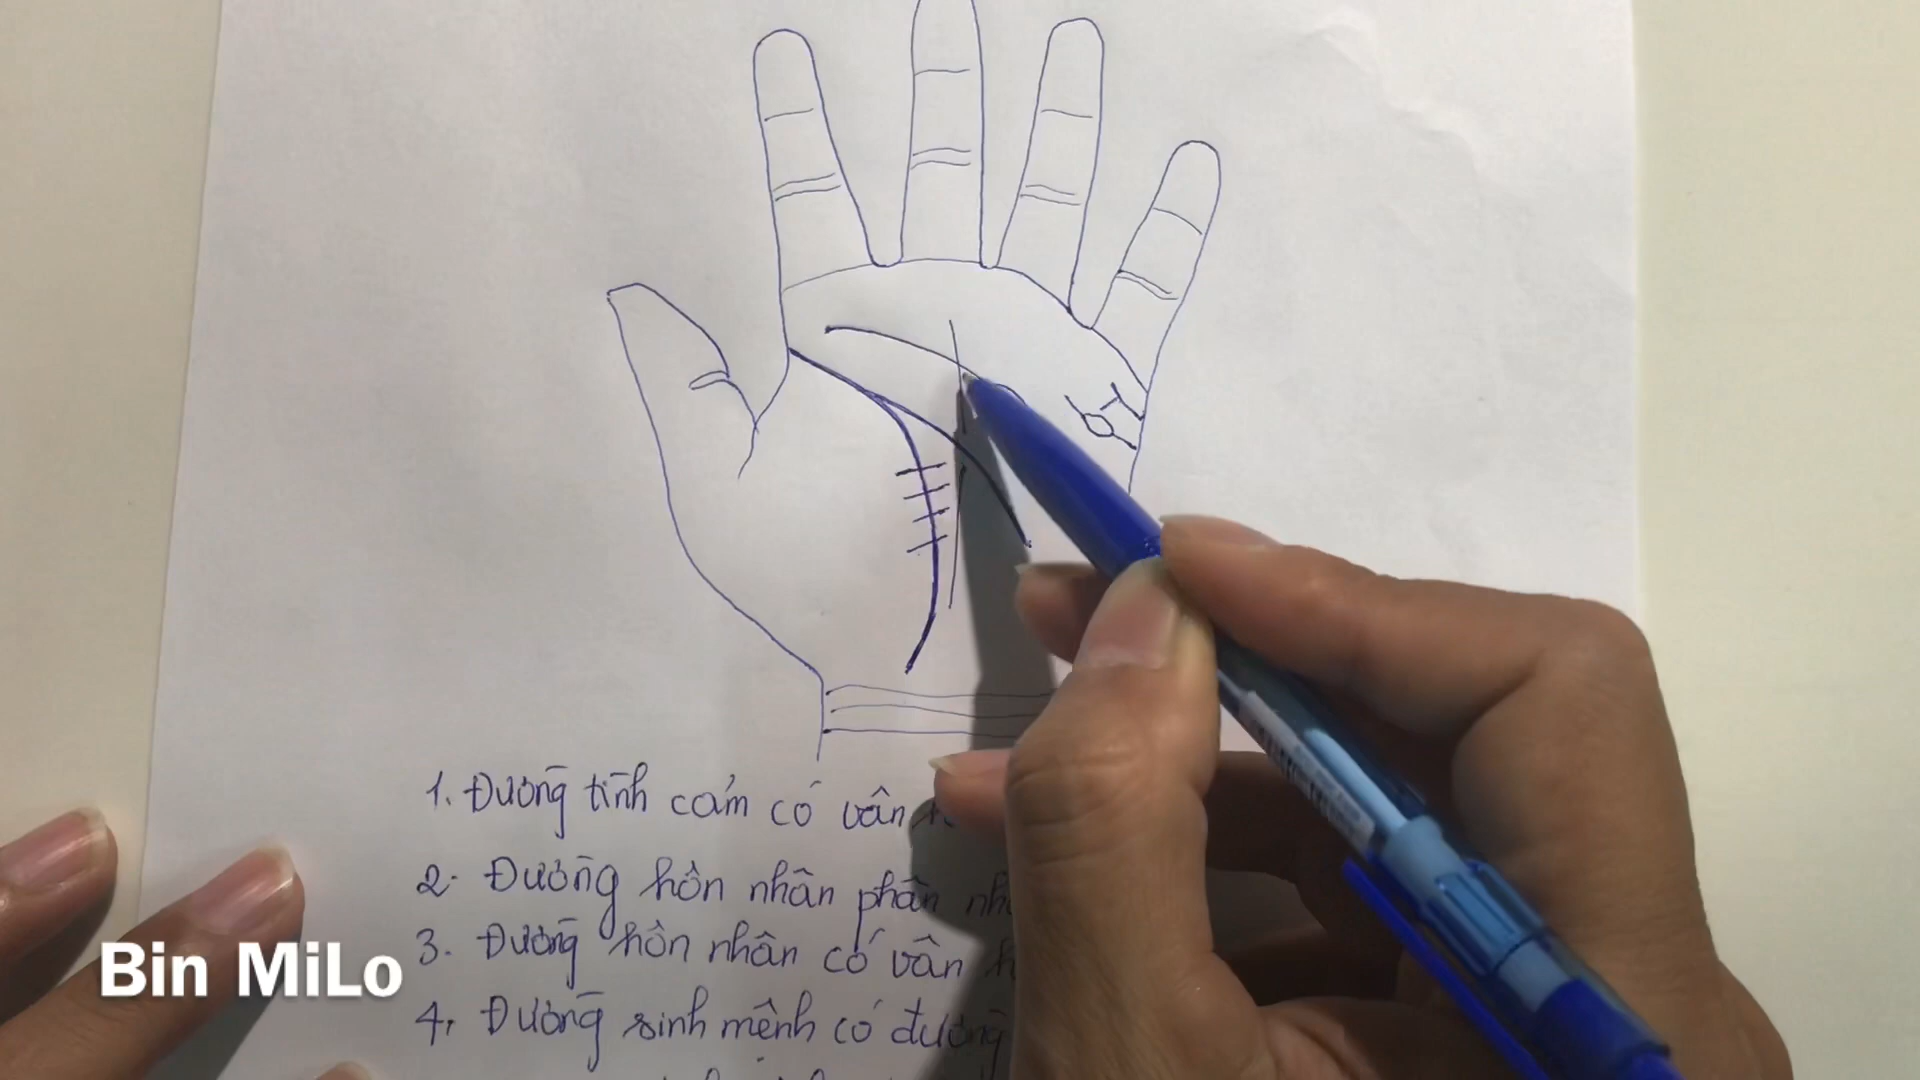 1. Đường tình cảm có vân
2. Đường hôn nhân phân
3. Đường hôn nhân có vân
4. Đường sinh mệnh có đường
Bin MiLo